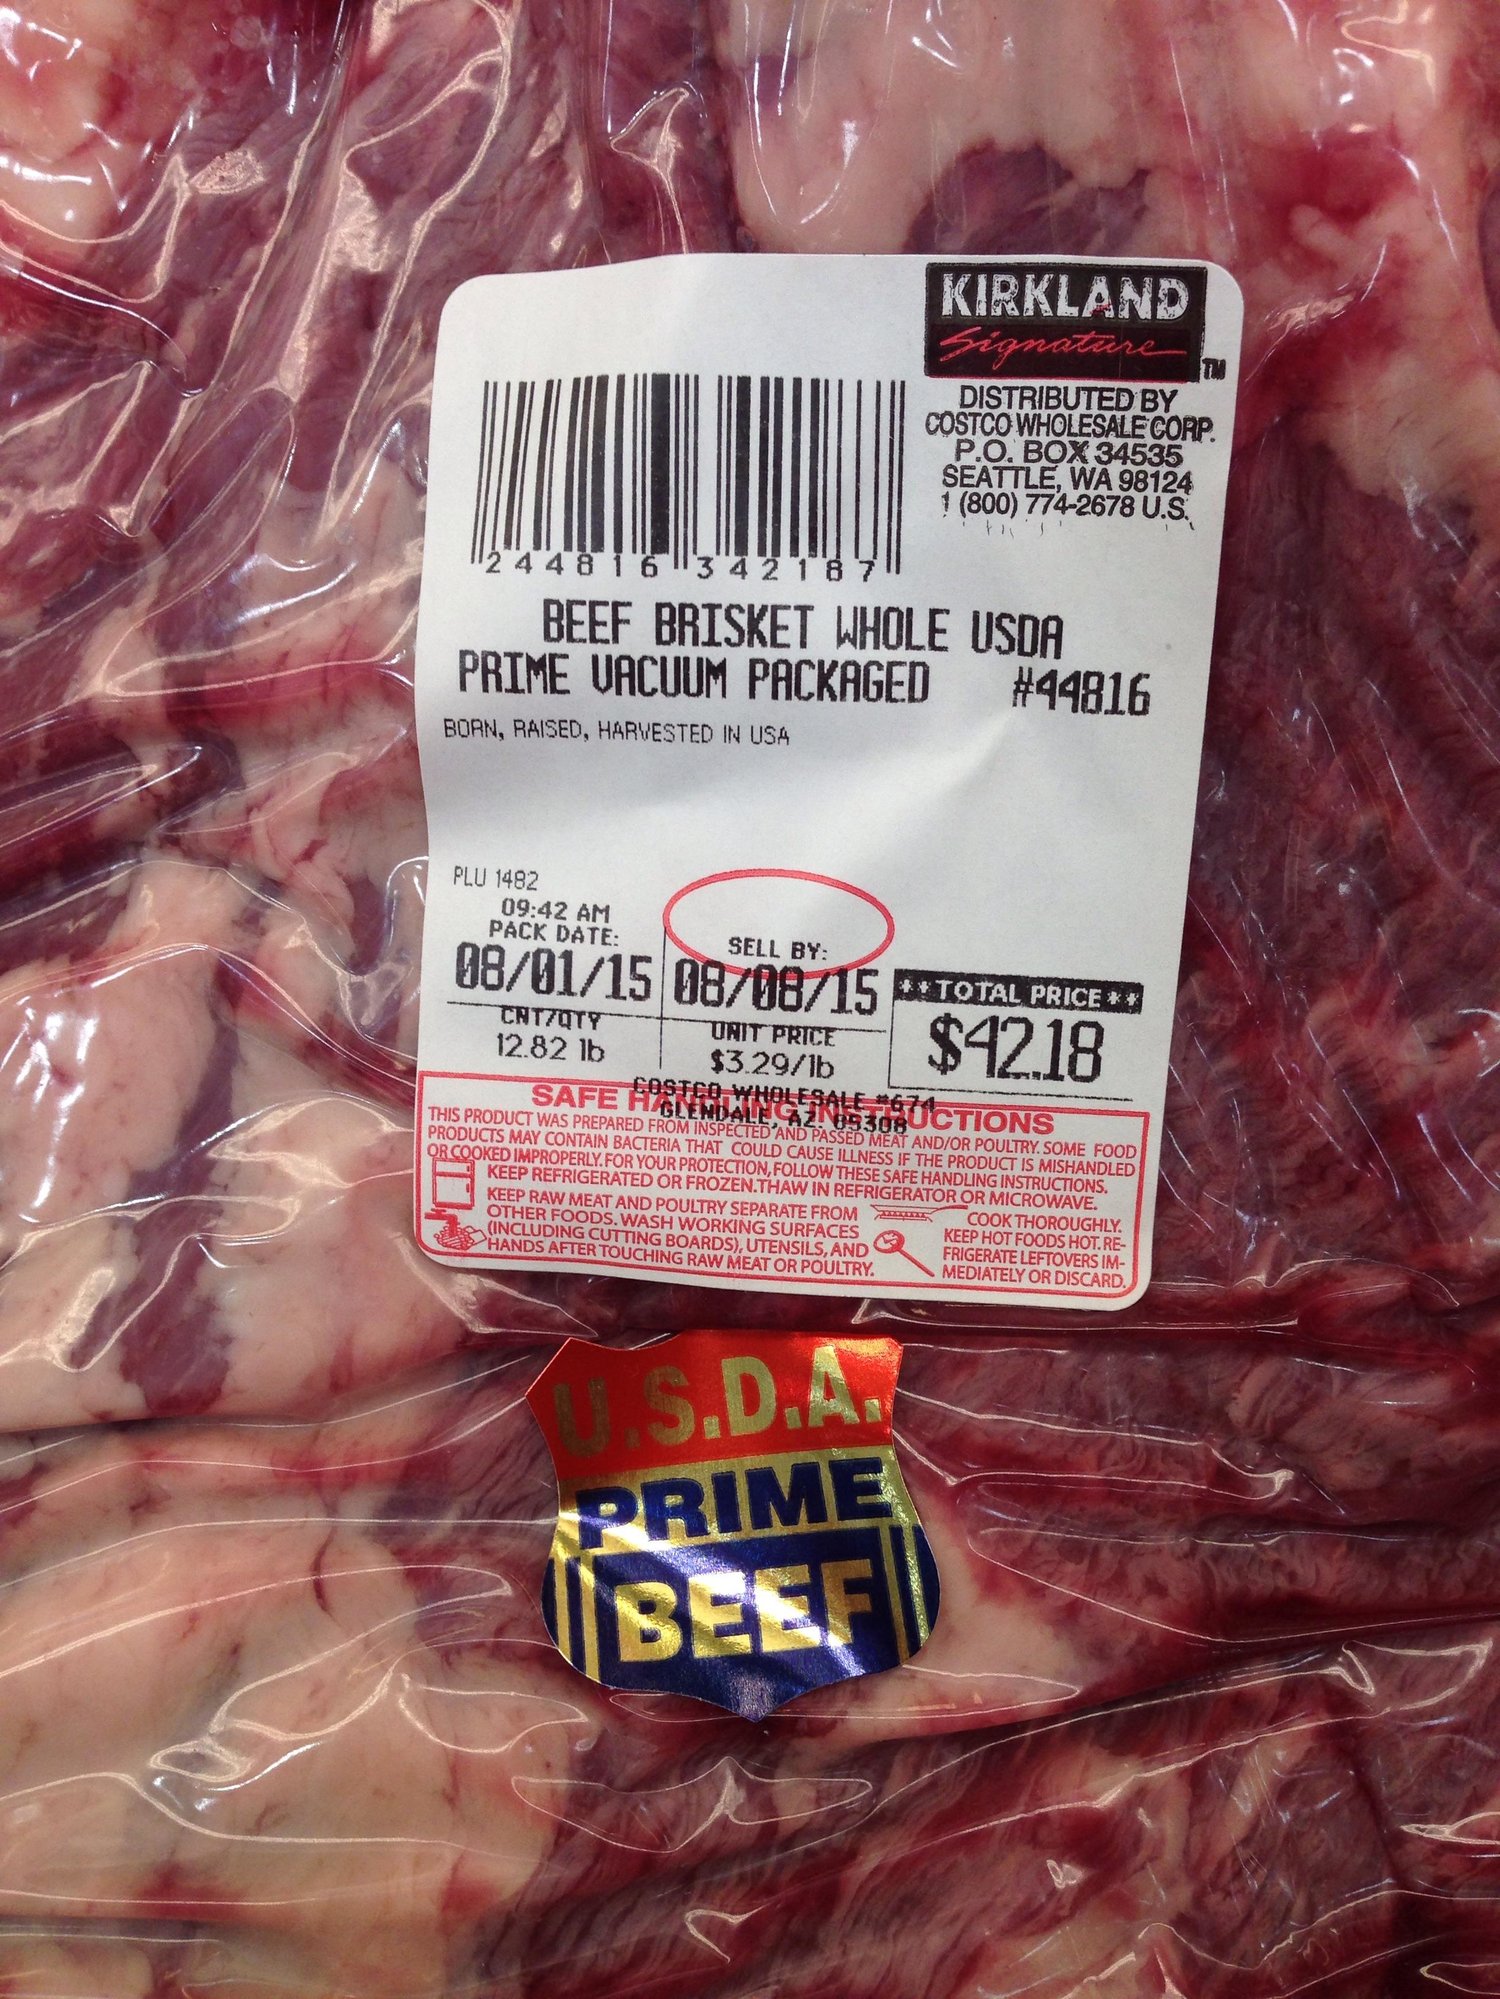 KIRKLAND
Signature TM
DISTRIBUTED BY
COSTCO WHOLESALE CORP.
P.O. BOX 34535
SEATTLE, WA 98124
1 (800) 774-2678 U.S.
2 44816 342187
BEEF BRISKET WHOLE USDA
PRIME VACUUM PACKAGED #44816
BORN, RAISED, HARVESTED IN USA
PLU 1482
09:42 AM
PACK DATE: SELL BY:
08/01/15 08/08/15 **TOTAL PRICE**
CNT/QTY UNIT PRICE $42.18
12.82 lb $3.29/lb
COSTCO WHOLESALE #674
GLENDALE, AZ 85308
SAFE HANDLING INSTRUCTIONS
THIS PRODUCT WAS PREPARED FROM INSPECTED AND PASSED MEAT AND/OR POULTRY. SOME FOOD
PRODUCTS MAY CONTAIN BACTERIA THAT COULD CAUSE ILLNESS IF THE PRODUCT IS MISHANDLED
OR COOKED IMPROPERLY. FOR YOUR PROTECTION, FOLLOW THESE SAFE HANDLING INSTRUCTIONS.
KEEP REFRIGERATED OR FROZEN. THAW IN REFRIGERATOR OR MICROWAVE.
KEEP RAW MEAT AND POULTRY SEPARATE FROM
OTHER FOODS. WASH WORKING SURFACES
(INCLUDING CUTTING BOARDS), UTENSILS, AND
HANDS AFTER TOUCHING RAW MEAT OR POULTRY.
COOK THOROUGHLY.
KEEP HOT FOODS HOT. RE-
FRIGERATE LEFTOVERS IM-
MEDIATELY OR DISCARD.
U.S.D.A.
PRIME
BEEF